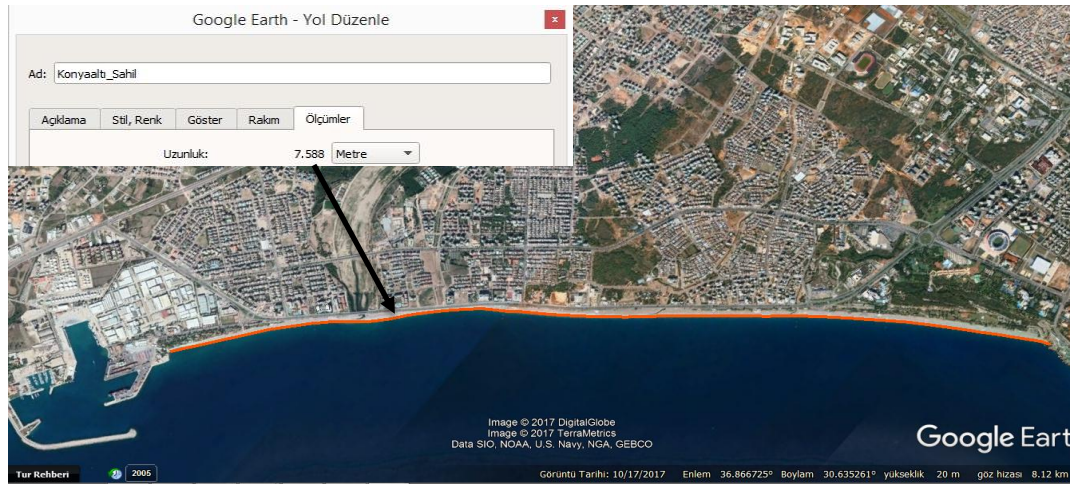 Google Earth - Yol Düzenle
x
Ad: Konyaaltı_Sahil
Açıklama Stil, Renk Göster Rakım Ölçümler
Uzunluk: 7.588 Metre
Image © 2017 DigitalGlobe
Image © 2017 TerraMetrics
Data SIO, NOAA, U.S. Navy, NGA, GEBCO
Google Eart
Tur Rehberi 2005 Görüntü Tarihi: 10/17/2017 Enlem 36.866725° Boylam 30.635261° yükseklik 20 m göz hizası 8.12 km